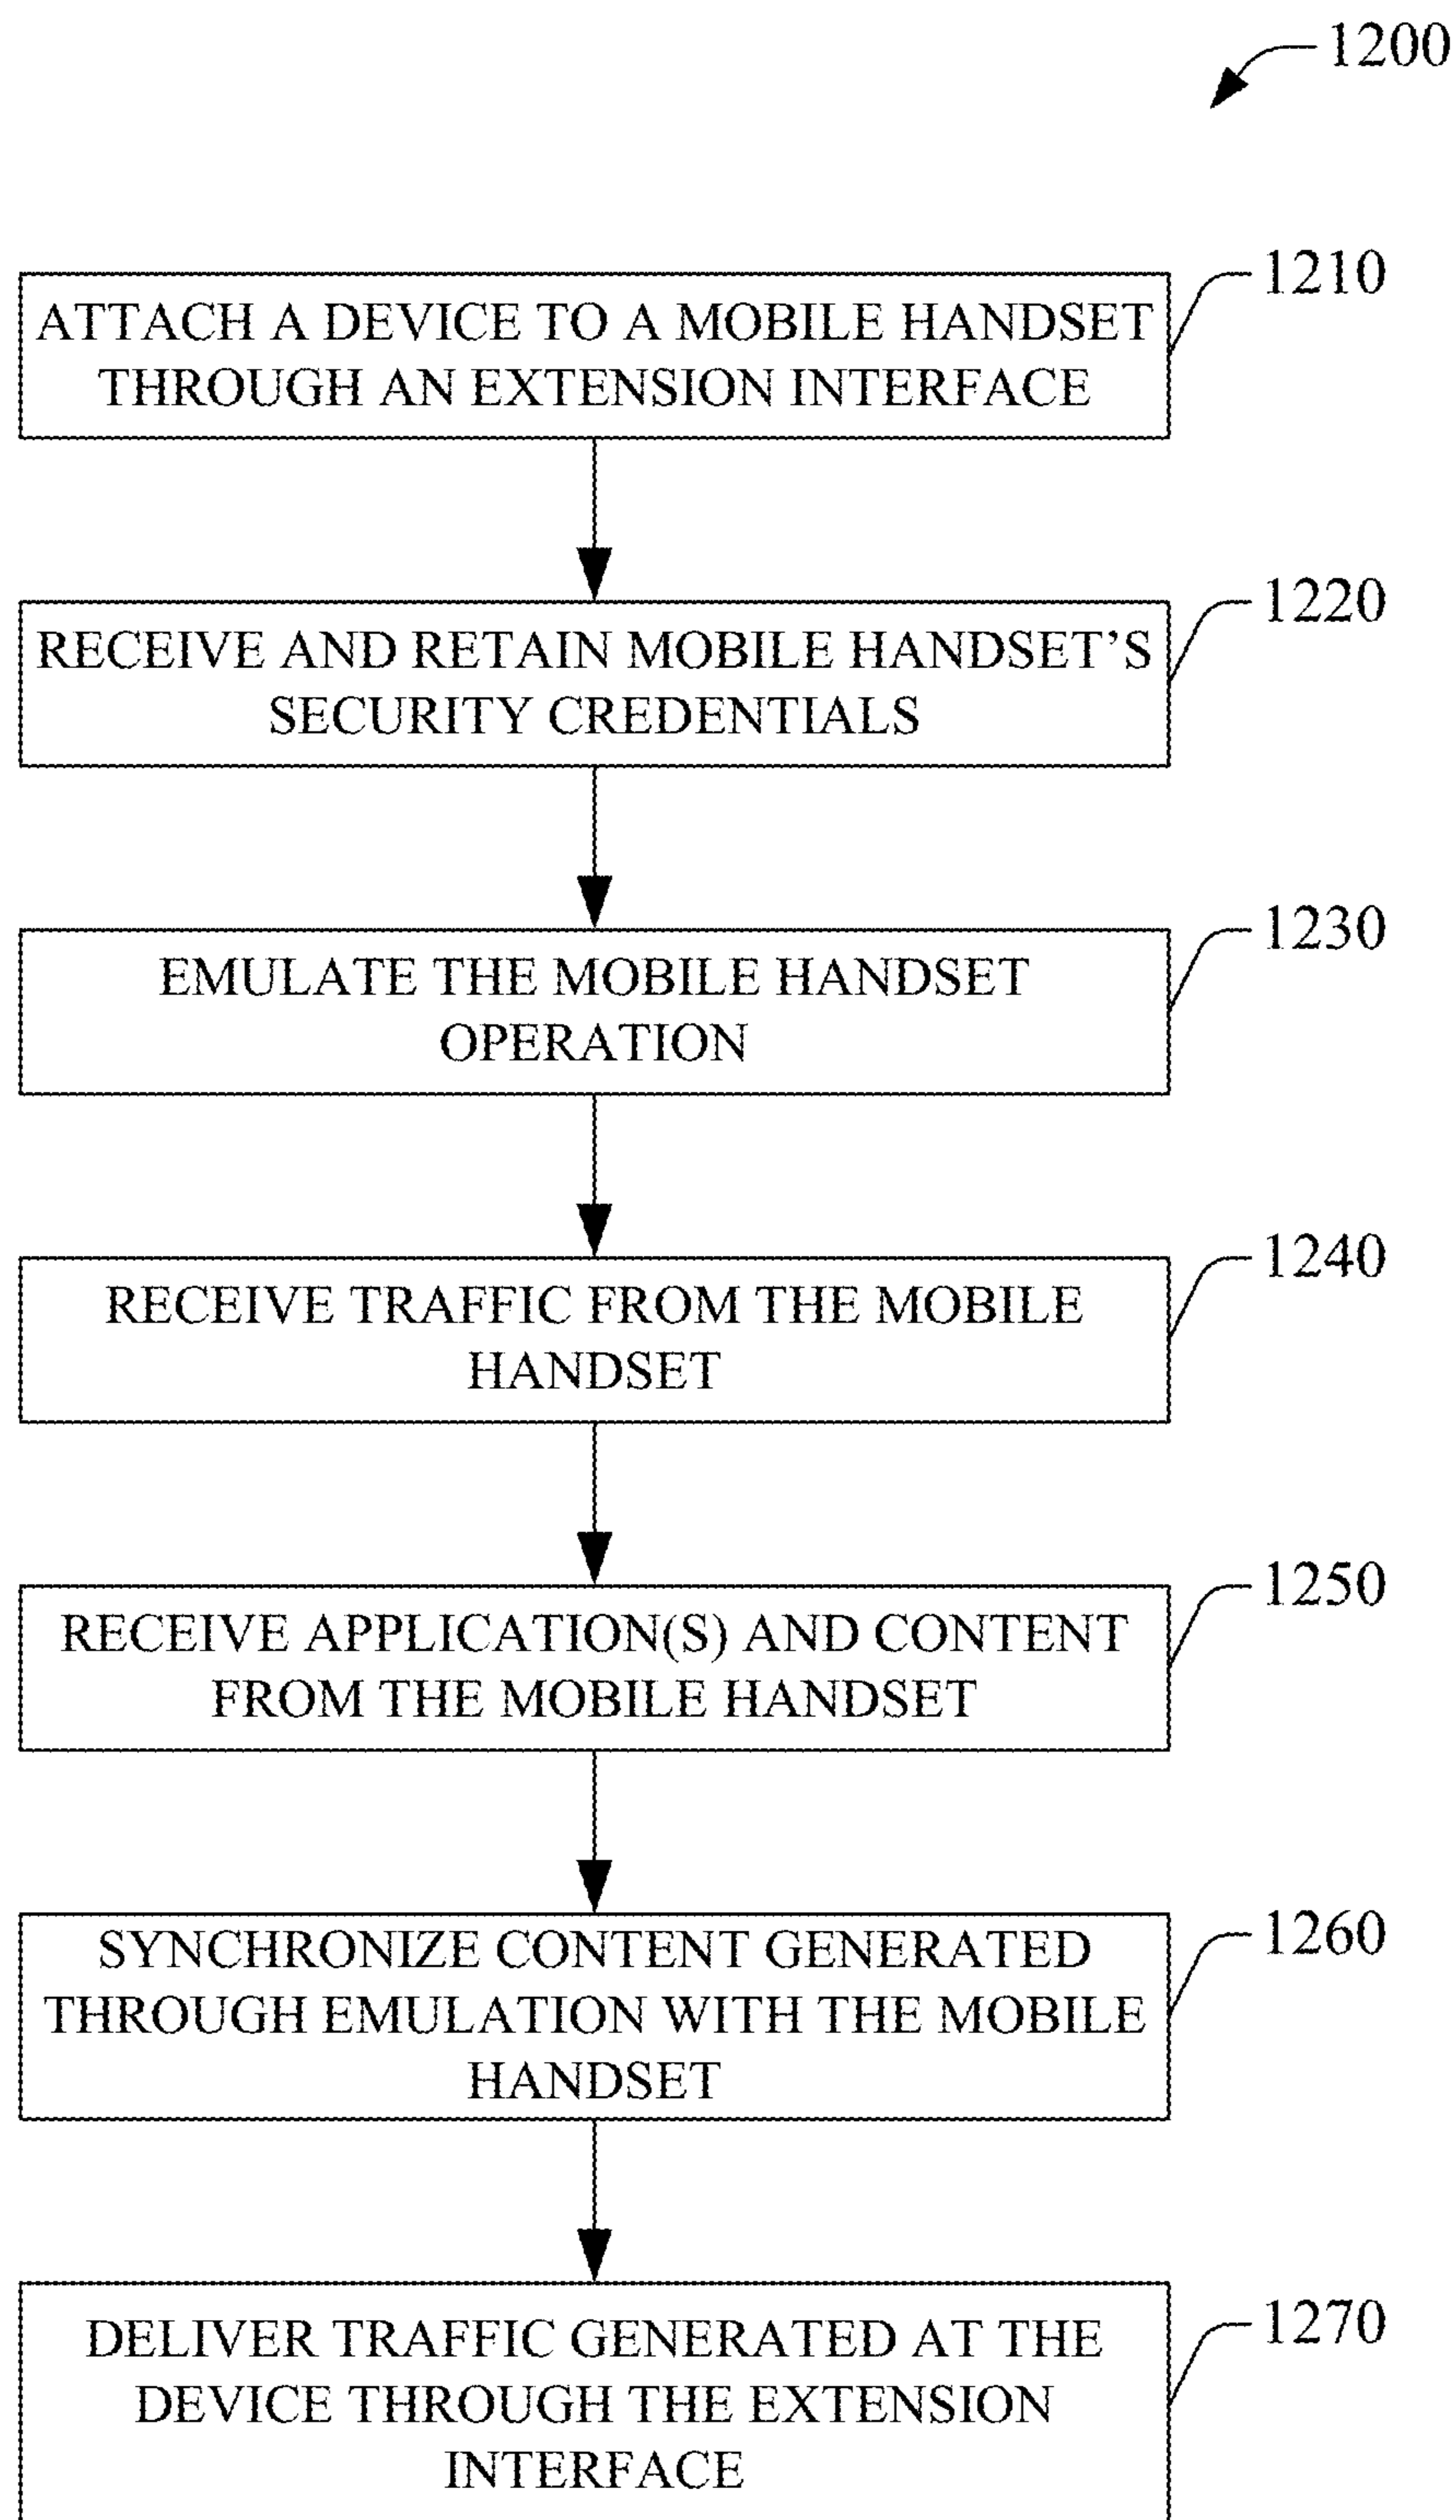 1200
1210
ATTACH A DEVICE TO A MOBILE HANDSET
THROUGH AN EXTENSION INTERFACE
1220
RECEIVE AND RETAIN MOBILE HANDSET’S
SECURITY CREDENTIALS
1230
EMULATE THE MOBILE HANDSET
OPERATION
1240
RECEIVE TRAFFIC FROM THE MOBILE
HANDSET
1250
RECEIVE APPLICATION(S) AND CONTENT
FROM THE MOBILE HANDSET
1260
SYNCHRONIZE CONTENT GENERATED
THROUGH EMULATION WITH THE MOBILE
HANDSET
1270
DELIVER TRAFFIC GENERATED AT THE
DEVICE THROUGH THE EXTENSION
INTERFACE